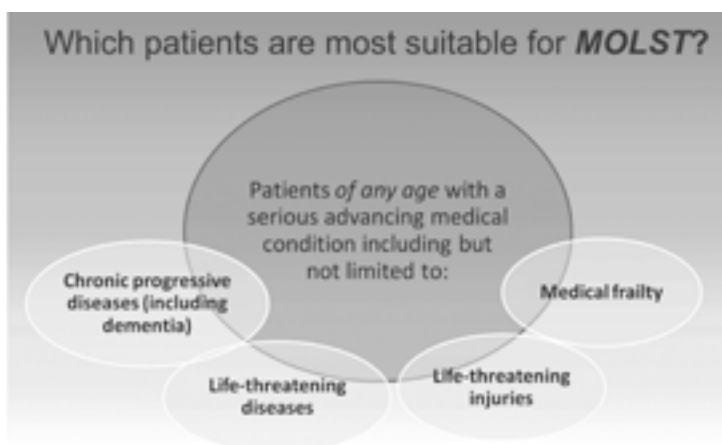 Which patients are most suitable for MOLST?
Patients of any age with a
serious advancing medical
condition including but
not limited to:
Chronic progressive
diseases (including
dementia)
Life-threatening
diseases
Life-threatening
injuries
Medical frailty